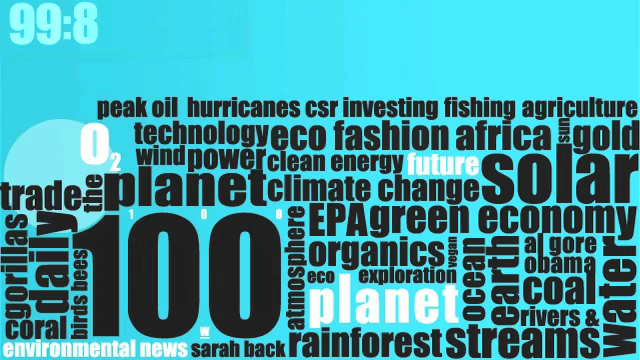 99:8
peak oil hurricanes csr investing fishing agriculture
O2 technology eco fashion africa sun gold
wind power clean energy future solar
trade the planet climate change
1 0 0
gorillas daily 100 atmosphere EPA green economy
organics vegan ocean earth al gore water
birds bees eco exploration obama
coral planet coal
w
rivers &
environmental news sarah back rainforest streams